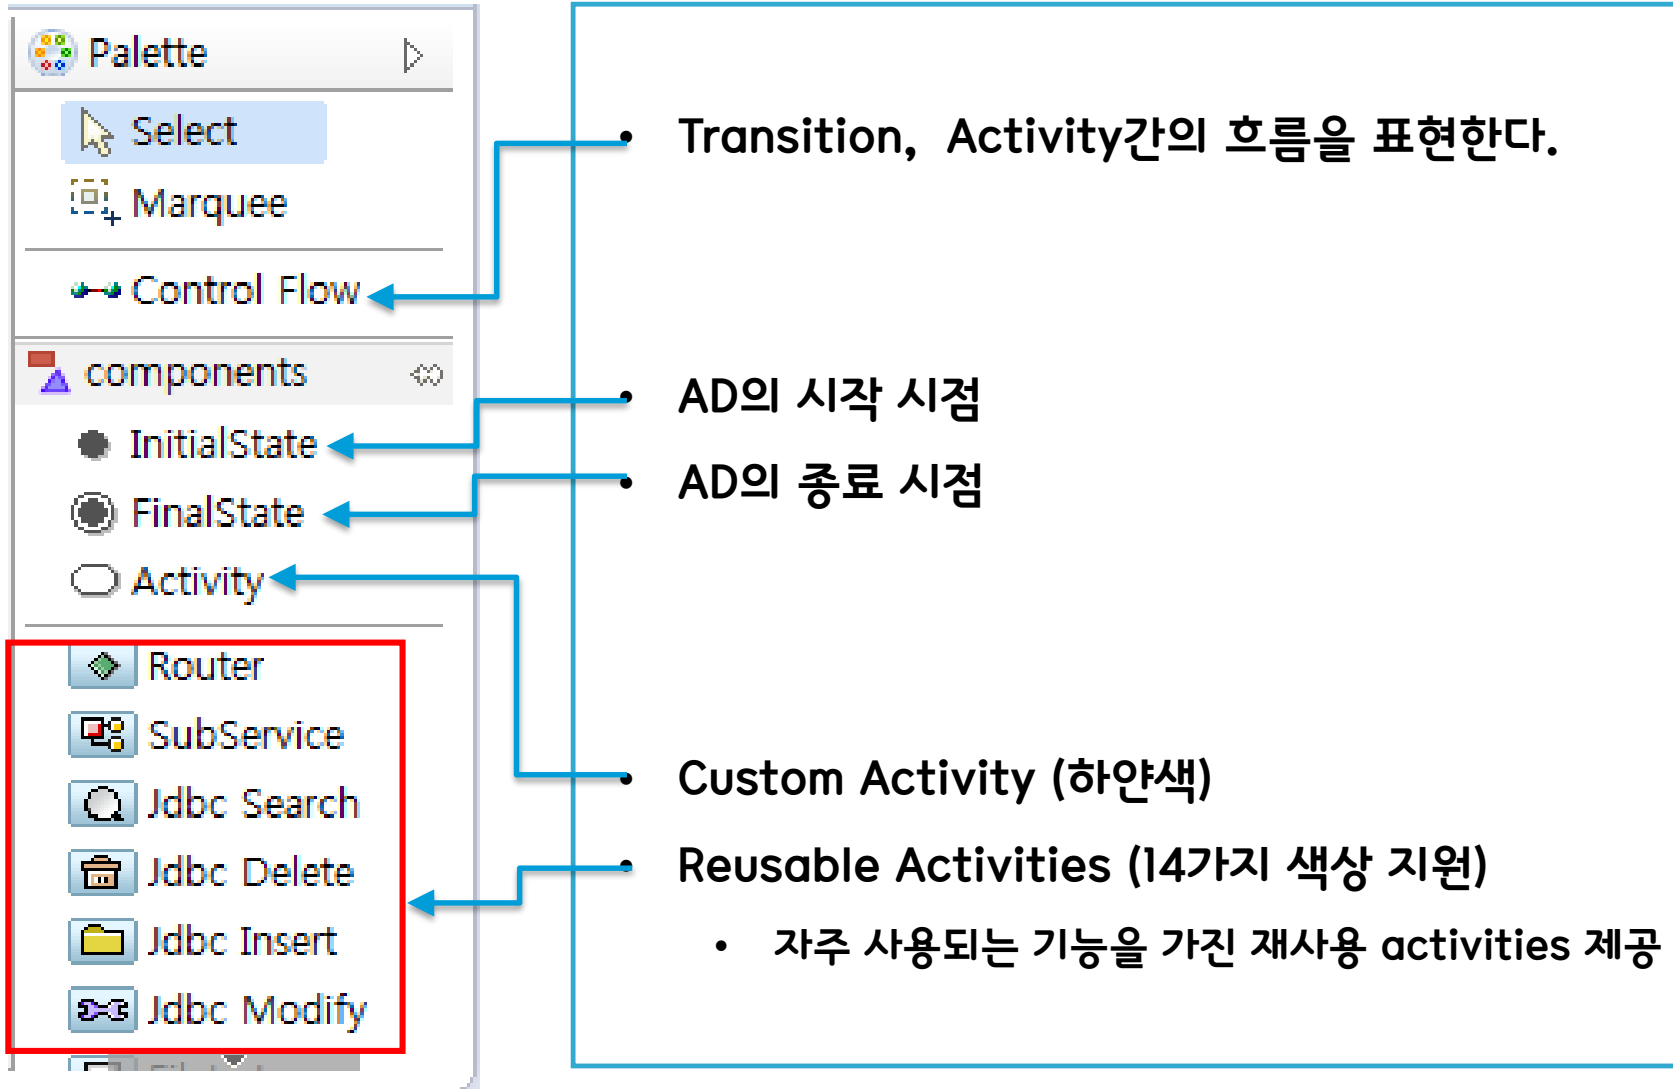 Palette
Select
Marquee
Control Flow
components
InitialState
FinalState
Activity
Router
SubService
Jdbc Search
Jdbc Delete
Jdbc Insert
Jdbc Modify
• Transition, Activity간의 흐름을 표현한다.
• AD의 시작 시점
• AD의 종료 시점
• Custom Activity (하얀색)
• Reusable Activities (14가지 색상 지원)
• 자주 사용되는 기능을 가진 재사용 activities 제공